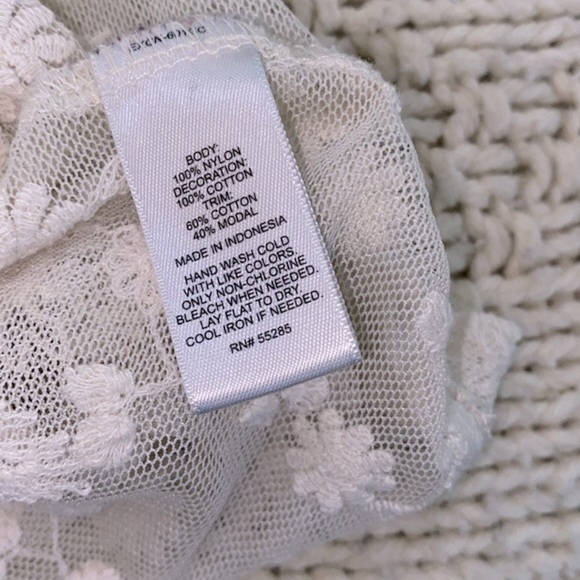 BODY:
100% NYLON
DECORATION:
100% COTTON
TRIM:
60% COTTON
40% MODAL
MADE IN INDONESIA
HAND WASH COLD
WITH LIKE COLORS.
ONLY NON-CHLORINE
BLEACH WHEN NEEDED.
LAY FLAT TO DRY.
COOL IRON IF NEEDED.
RN# 55285